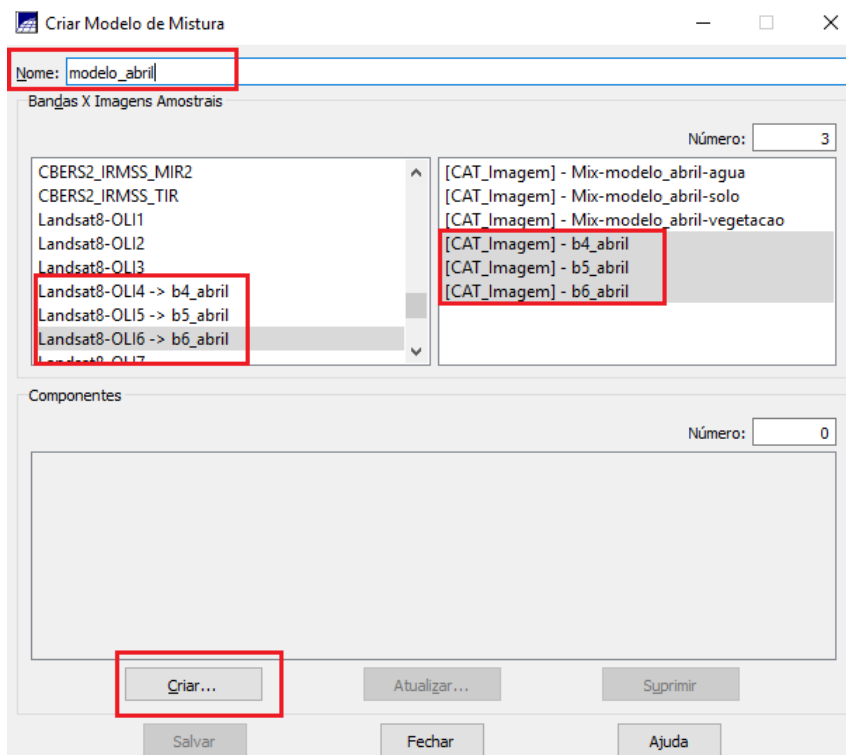 Criar Modelo de Mistura
Nome: modelo_abril
Bandas X Imagens Amostrais
Número: 3
CBERS2_IRMSS_MIR2
CBERS2_IRMSS_TIR
Landsat8-OLI1
Landsat8-OLI2
Landsat8-OLI3
Landsat8-OLI4 -> b4_abril
Landsat8-OLI5 -> b5_abril
Landsat8-OLI6 -> b6_abril
Landsat8-OLI7
[CAT_Imagem] - Mix-modelo_abril-agua
[CAT_Imagem] - Mix-modelo_abril-solo
[CAT_Imagem] - Mix-modelo_abril-vegetacao
[CAT_Imagem] - b4_abril
[CAT_Imagem] - b5_abril
[CAT_Imagem] - b6_abril
Componentes
Número: 0
Criar... Atualizar... Suprimir
Salvar Fechar Ajuda